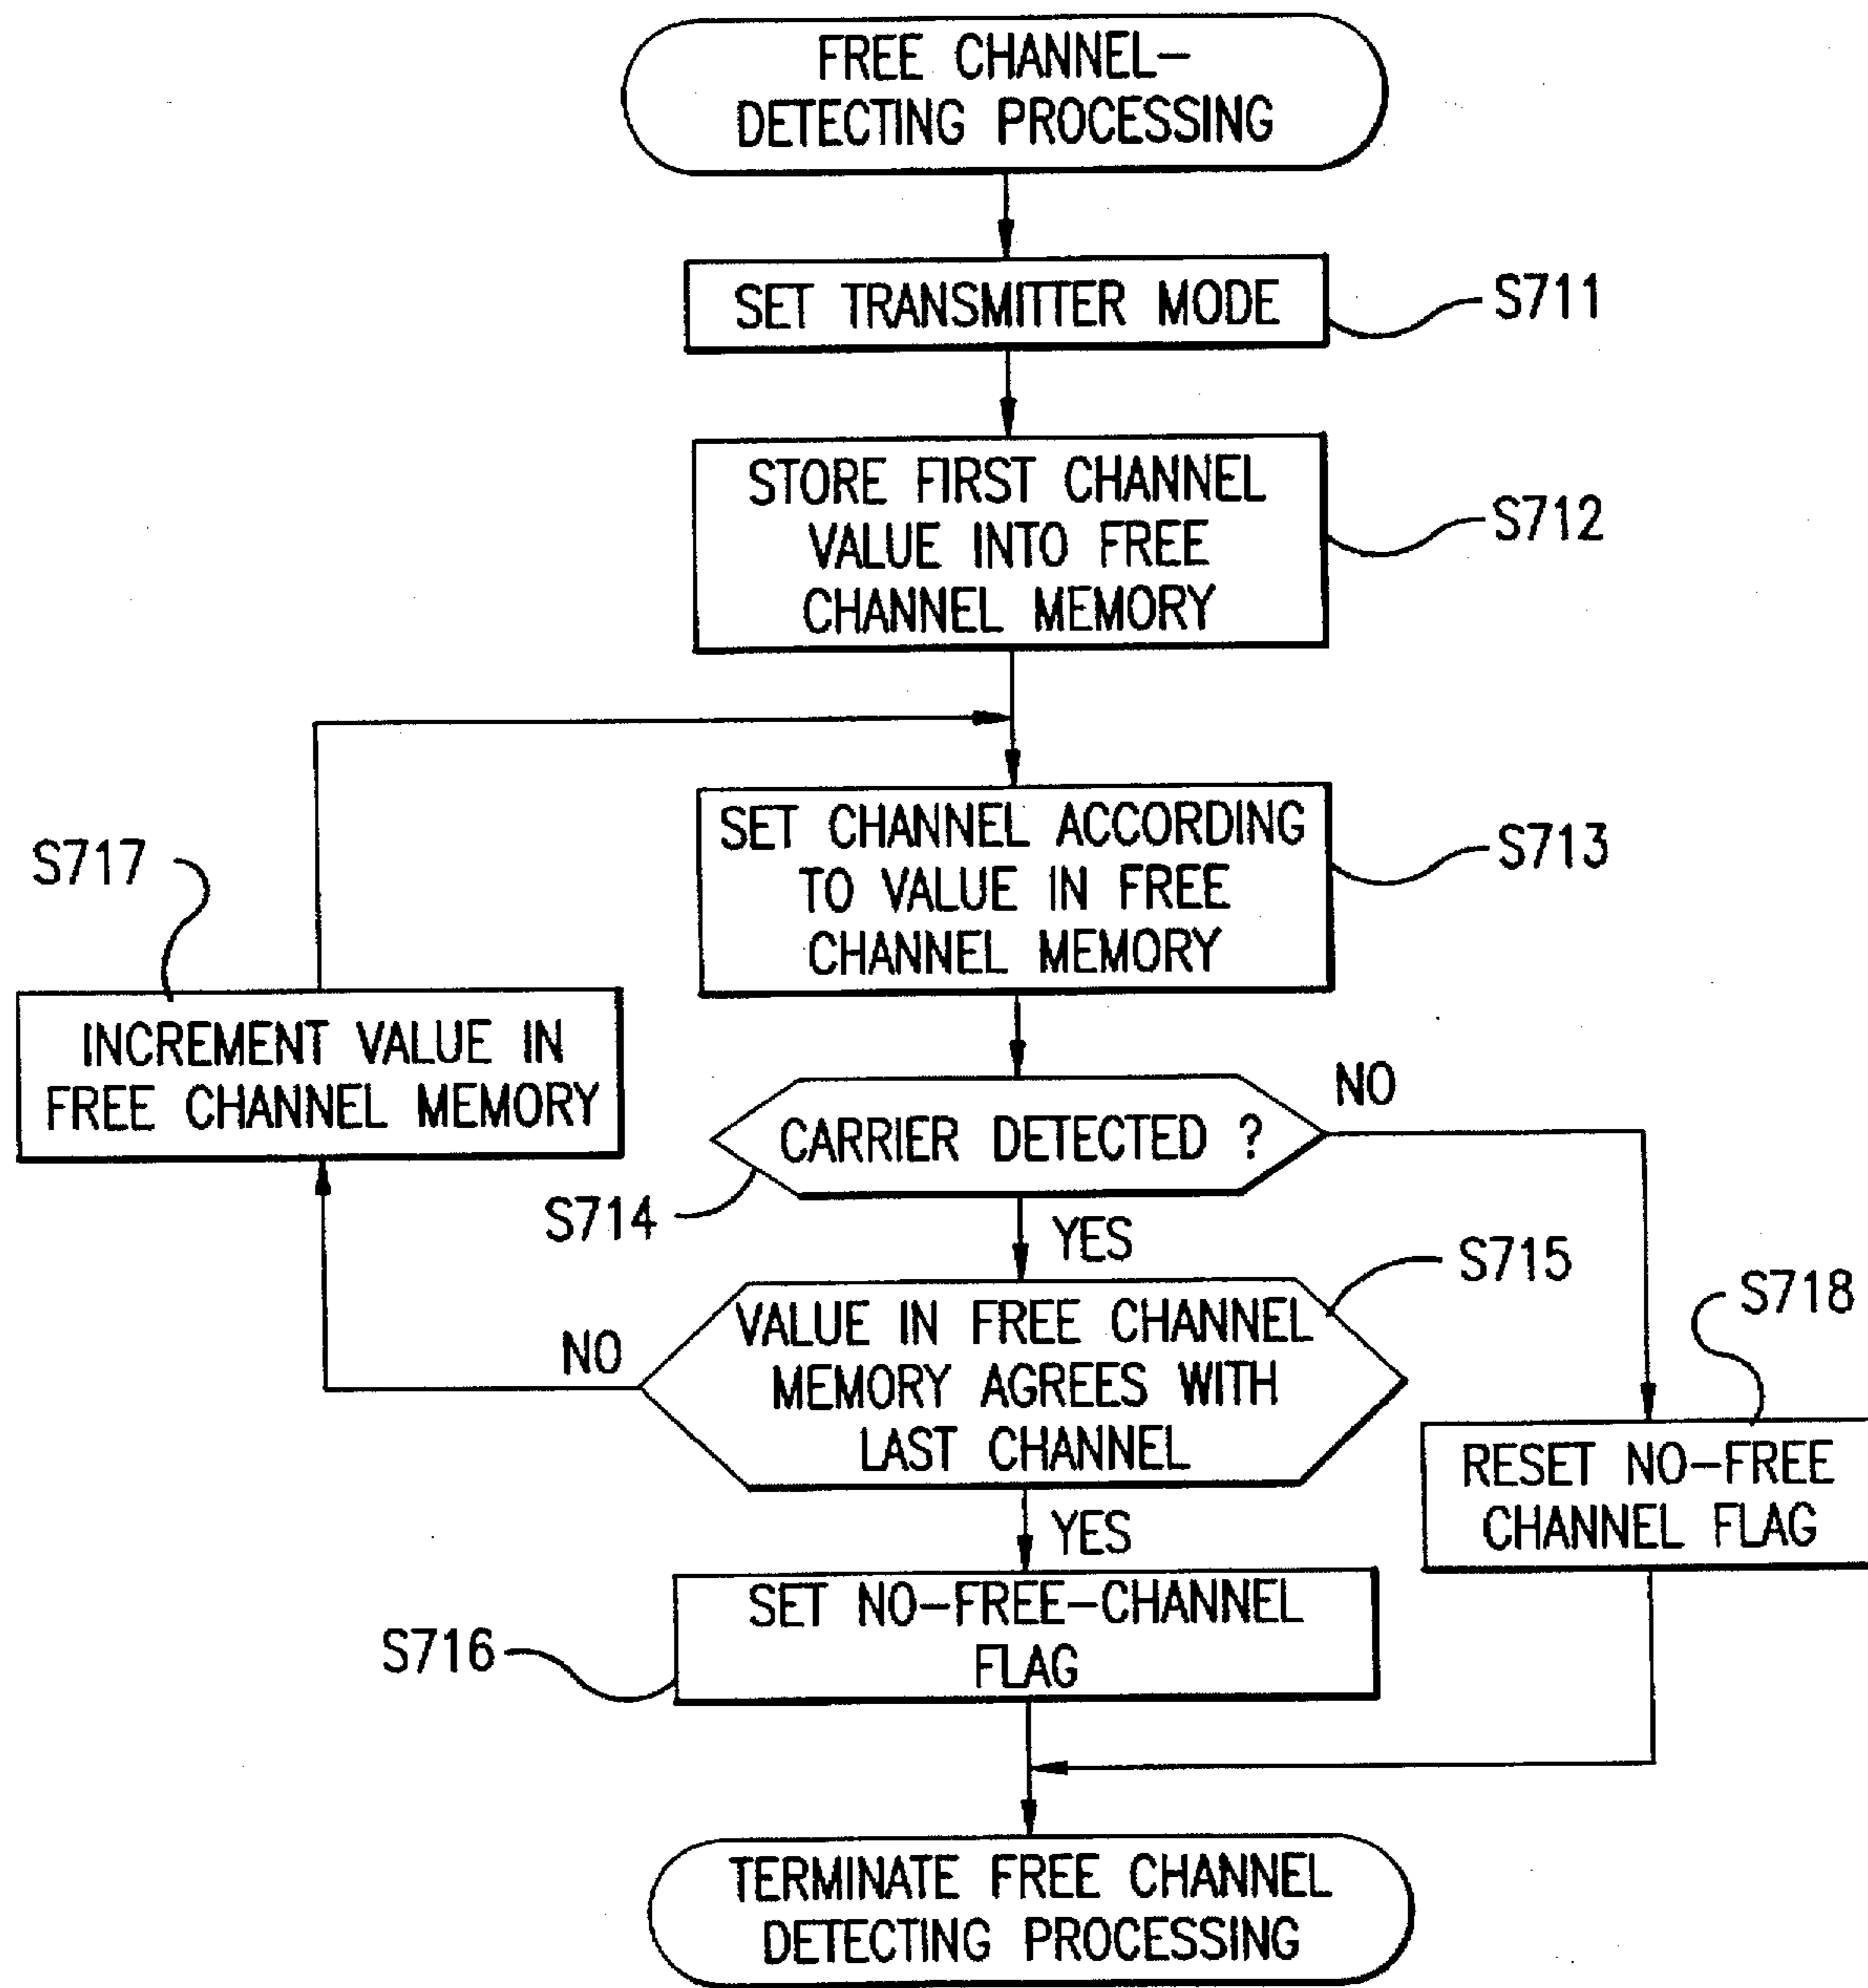 FREE CHANNEL-
DETECTING PROCESSING
SET TRANSMITTER MODE
S711
STORE FIRST CHANNEL
VALUE INTO FREE
CHANNEL MEMORY
S712
SET CHANNEL ACCORDING
TO VALUE IN FREE
CHANNEL MEMORY
S713
S717
INCREMENT VALUE IN
FREE CHANNEL MEMORY
CARRIER DETECTED ?
NO
S714
YES
VALUE IN FREE CHANNEL
MEMORY AGREES WITH
LAST CHANNEL
S715
NO
S718
RESET NO-FREE
CHANNEL FLAG
YES
SET NO-FREE-CHANNEL
FLAG
S716
TERMINATE FREE CHANNEL
DETECTING PROCESSING